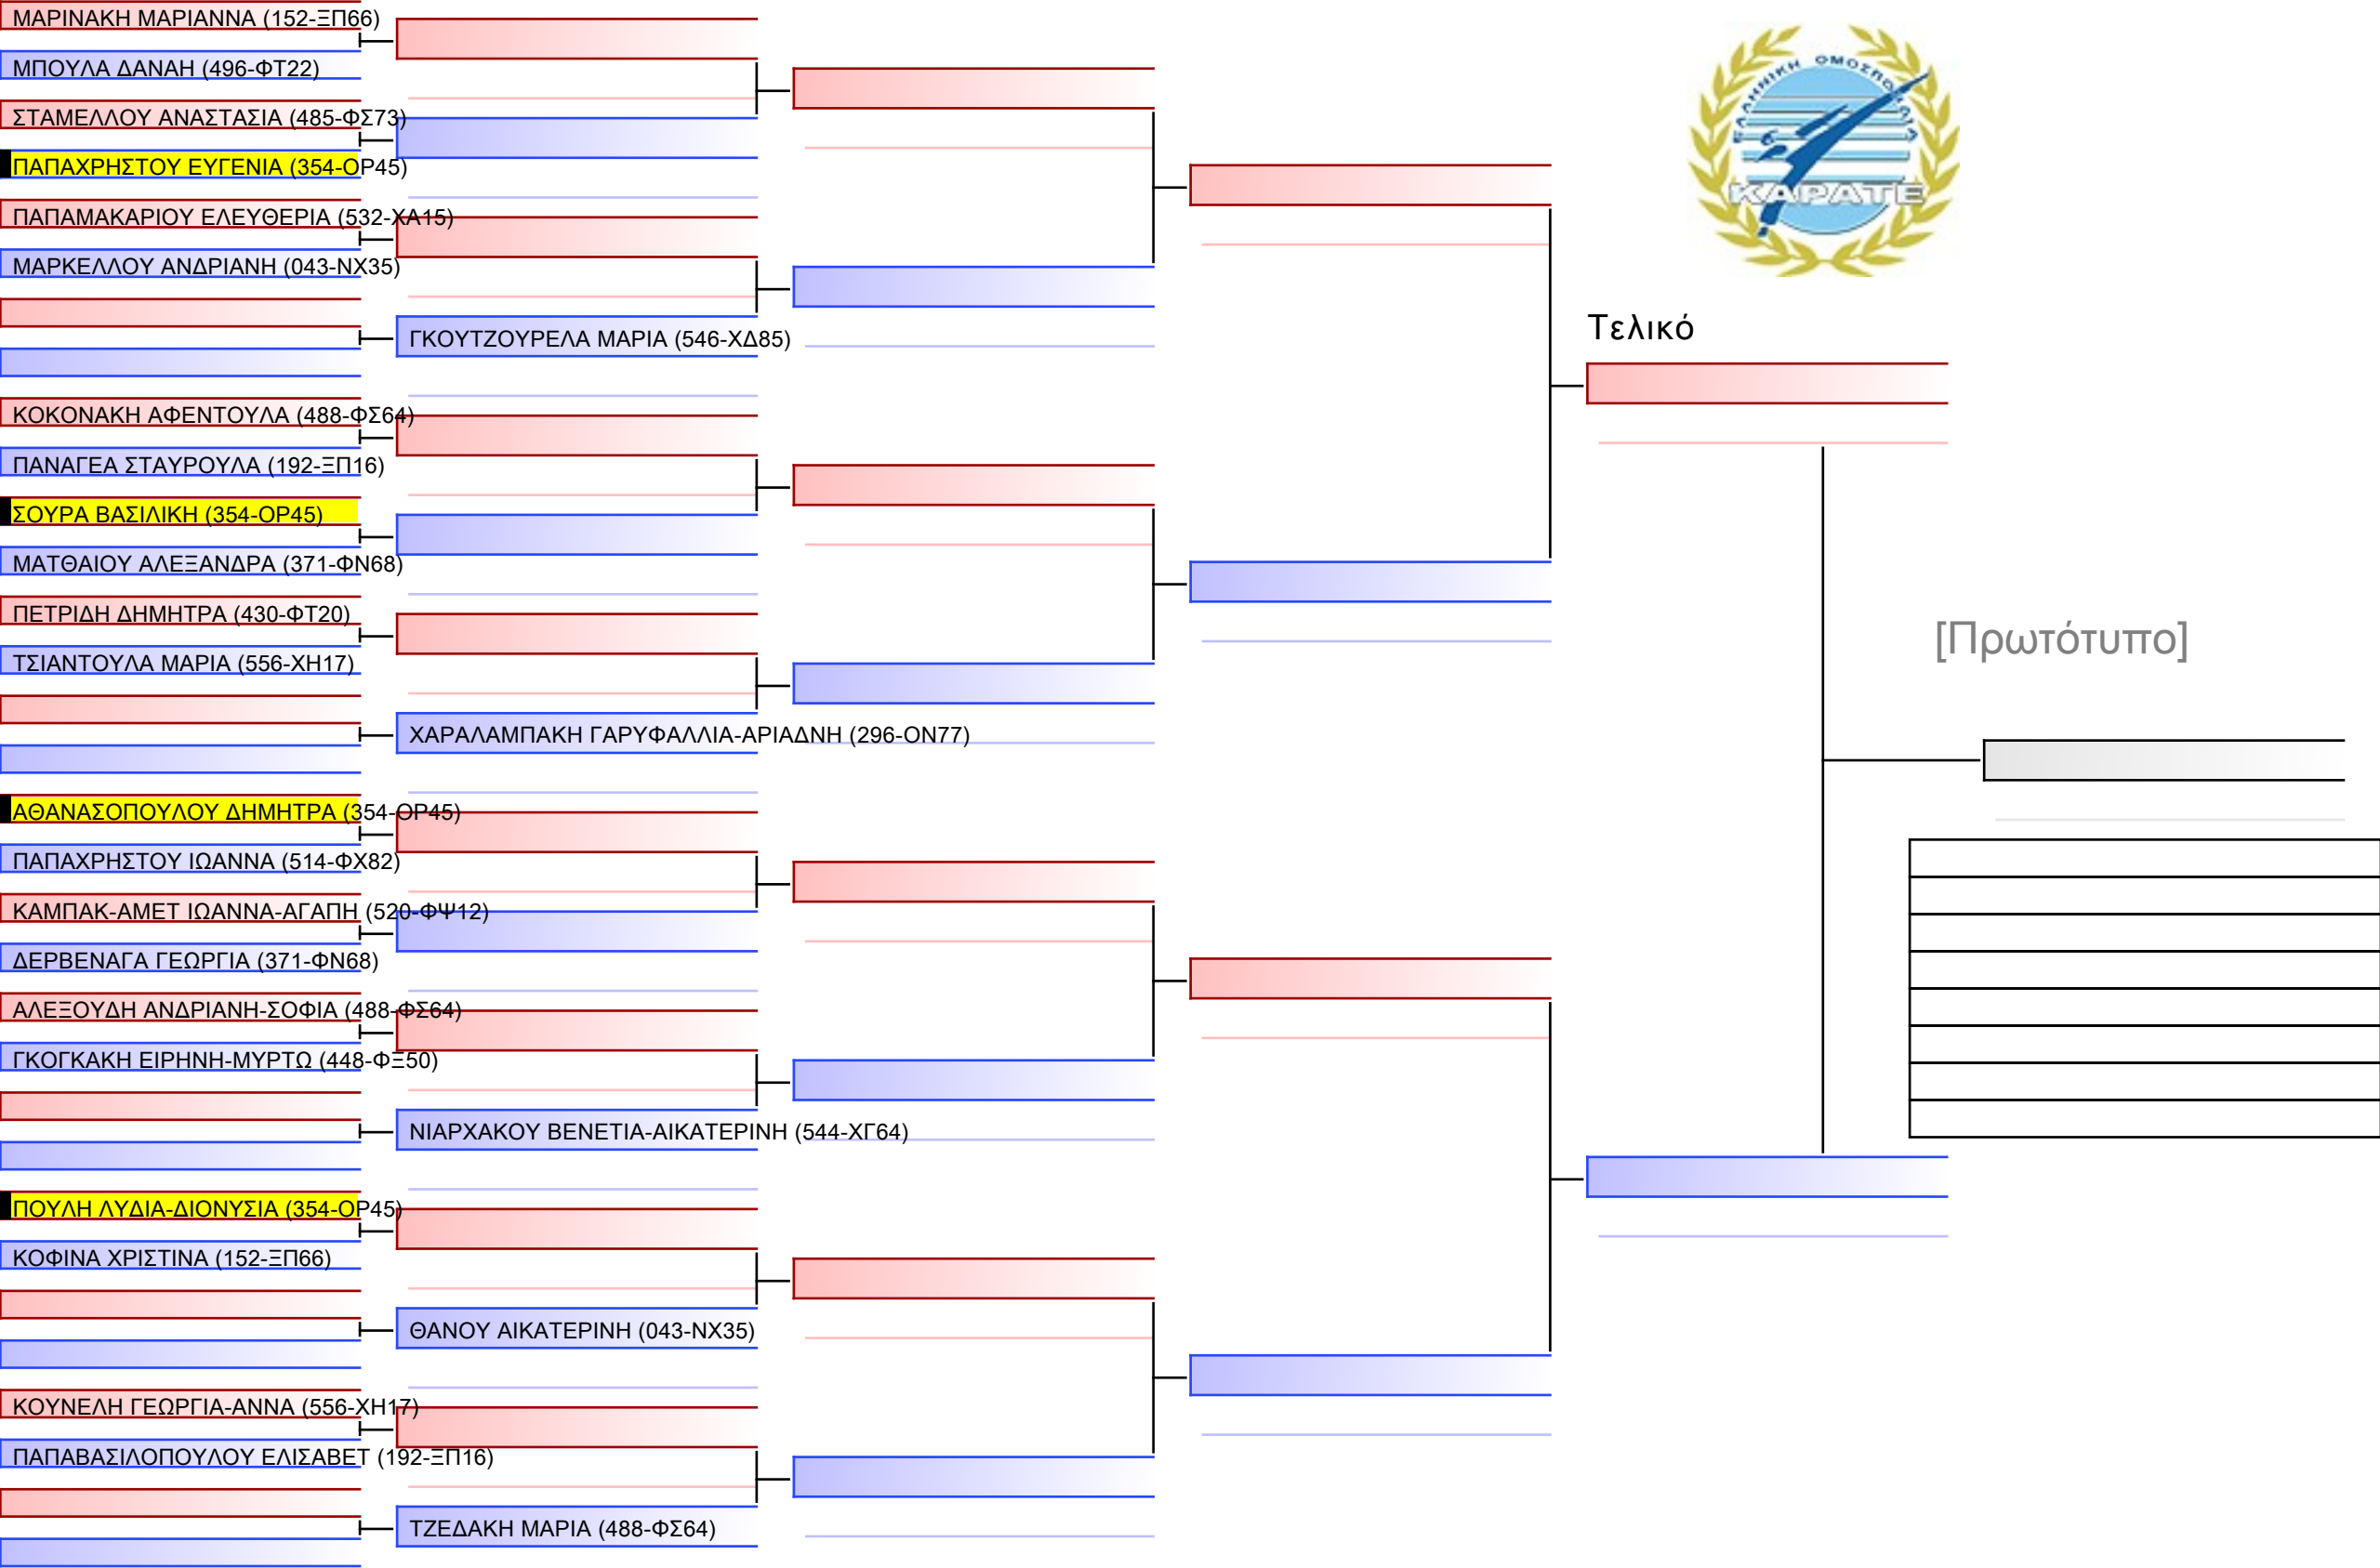 ΜΑΡΙΝΑΚΗ ΜΑΡΙΑΝΝΑ (152-ΞΠ66)
ΜΠΟΥΛΑ ΔΑΝΑΗ (496-ΦΤ22)
ΣΤΑΜΕΛΛΟΥ ΑΝΑΣΤΑΣΙΑ (485-ΦΣ73)
ΠΑΠΑΧΡΗΣΤΟΥ ΕΥΓΕΝΙΑ (354-ΟΡ45)
ΠΑΠΑΜΑΚΑΡΙΟΥ ΕΛΕΥΘΕΡΙΑ (532-ΧΑ15)
ΜΑΡΚΕΛΛΟΥ ΑΝΔΡΙΑΝΗ (043-ΝΧ35)
ΓΚΟΥΤΖΟΥΡΕΛΑ ΜΑΡΙΑ (546-ΧΔ85)
ΚΟΚΟΝΑΚΗ ΑΦΕΝΤΟΥΛΑ (488-ΦΣ64)
ΠΑΝΑΓΕΑ ΣΤΑΥΡΟΥΛΑ (192-ΞΠ16)
ΣΟΥΡΑ ΒΑΣΙΛΙΚΗ (354-ΟΡ45)
ΜΑΤΘΑΙΟΥ ΑΛΕΞΑΝΔΡΑ (371-ΦΝ68)
ΠΕΤΡΙΔΗ ΔΗΜΗΤΡΑ (430-ΦΤ20)
ΤΣΙΑΝΤΟΥΛΑ ΜΑΡΙΑ (556-ΧΗ17)
ΧΑΡΑΛΑΜΠΑΚΗ ΓΑΡΥΦΑΛΛΙΑ-ΑΡΙΑΔΝΗ (296-ΟΝ77)
ΑΘΑΝΑΣΟΠΟΥΛΟΥ ΔΗΜΗΤΡΑ (354-ΟΡ45)
ΠΑΠΑΧΡΗΣΤΟΥ ΙΩΑΝΝΑ (514-ΦΧ82)
ΚΑΜΠΑΚ-ΑΜΕΤ ΙΩΑΝΝΑ-ΑΓΑΠΗ (520-ΦΨ12)
ΔΕΡΒΕΝΑΓΑ ΓΕΩΡΓΙΑ (371-ΦΝ68)
ΑΛΕΞΟΥΔΗ ΑΝΔΡΙΑΝΗ-ΣΟΦΙΑ (488-ΦΣ64)
ΓΚΟΓΚΑΚΗ ΕΙΡΗΝΗ-ΜΥΡΤΩ (448-ΦΞ50)
ΝΙΑΡΧΑΚΟΥ ΒΕΝΕΤΙΑ-ΑΙΚΑΤΕΡΙΝΗ (544-ΧΓ64)
ΠΟΥΛΗ ΛΥΔΙΑ-ΔΙΟΝΥΣΙΑ (354-ΟΡ45)
ΚΟΦΙΝΑ ΧΡΙΣΤΙΝΑ (152-ΞΠ66)
ΘΑΝΟΥ ΑΙΚΑΤΕΡΙΝΗ (043-ΝΧ35)
ΚΟΥΝΕΛΗ ΓΕΩΡΓΙΑ-ΑΝΝΑ (556-ΧΗ17)
ΠΑΠΑΒΑΣΙΛΟΠΟΥΛΟΥ ΕΛΙΣΑΒΕΤ (192-ΞΠ16)
ΤΖΕΔΑΚΗ ΜΑΡΙΑ (488-ΦΣ64)
ΕΛΛΗΝΙΚΗ ΟΜΟΣΠΟΝΔΙΑ
ΚΑΡΑΤΕ
Τελικό
[Πρωτότυπο]